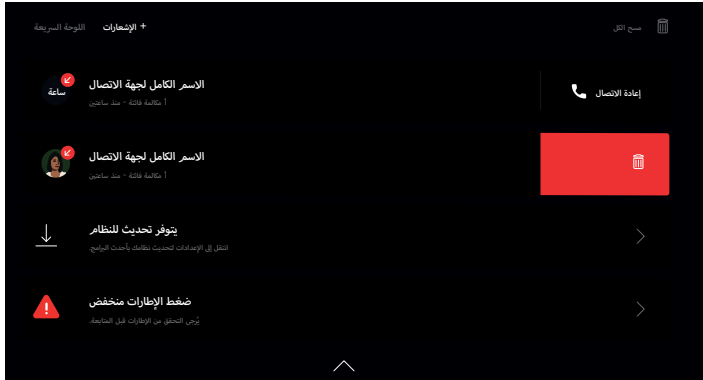 اللوحة السريعة
الإشعارات +
مسح الكل
ساعة
الاسم الكامل لجهة الاتصال
أ مكالمة فائتة - منذ ساعتين
إعادة الاتصال
الاسم الكامل لجهة الاتصال
أ مكالمة فائتة - منذ ساعتين
يتوفر تحديث للنظام
انتقل إلى الإعدادات لتحديث نظامك بأحدث البرامج.
ضغط الإطارات منخفض
يُرجى التحقق من الإطارات قبل المتابعة.